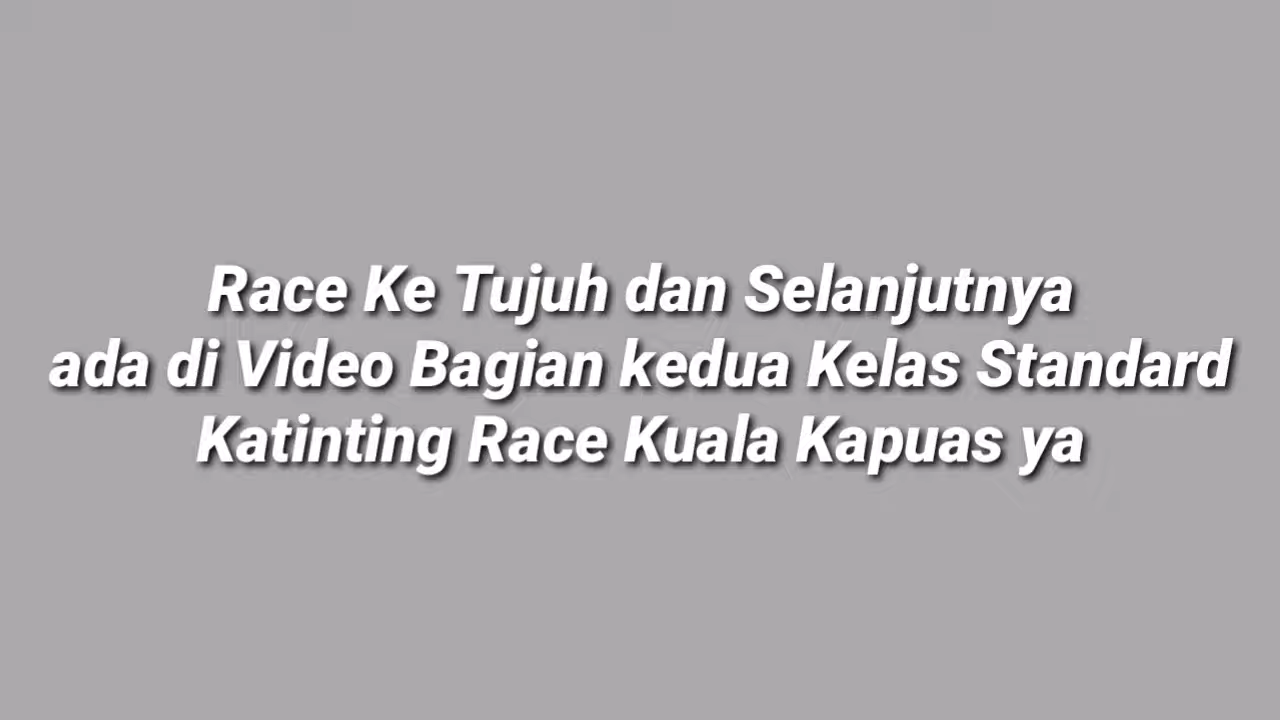 Race Ke Tujuh dan Selanjutnya
ada di Video Bagian kedua Kelas Standard
Katinting Race Kuala Kapuas ya